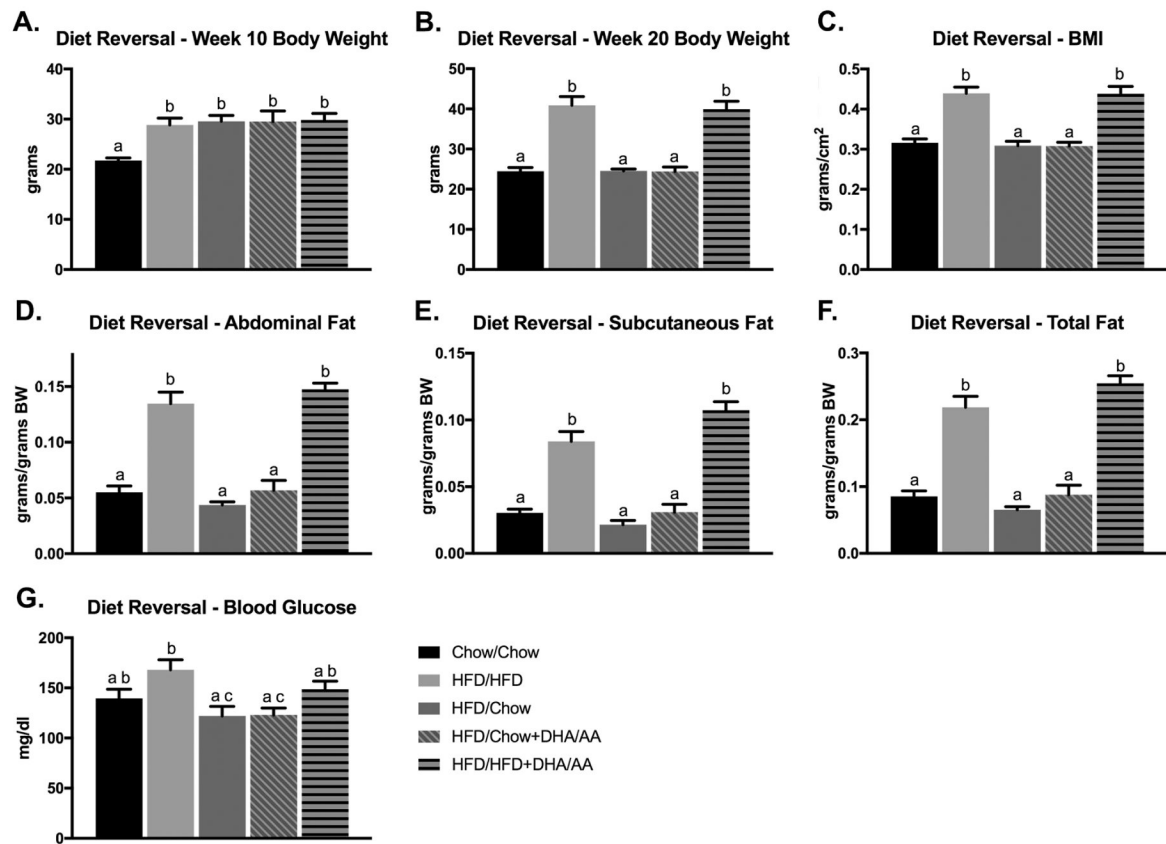 A.
Diet Reversal - Week 10 Body Weight
grams
40
30
20
10
0
a
b
b
b
b
B.
Diet Reversal - Week 20 Body Weight
grams
50
40
30
20
10
0
a
b
a
a
b
C.
Diet Reversal - BMI
grams/cm²
0.5
0.4
0.3
0.2
0.1
0.0
a
b
a
a
b
D.
Diet Reversal - Abdominal Fat
grams/grams BW
0.15
0.10
0.05
0.00
a
b
a
a
b
E.
Diet Reversal - Subcutaneous Fat
grams/grams BW
0.15
0.10
0.05
0.00
a
b
a
a
b
F.
Diet Reversal - Total Fat
grams/grams BW
0.3
0.2
0.1
0.0
a
b
a
a
b
G.
Diet Reversal - Blood Glucose
mg/dl
200
150
100
50
0
a b
b
a c
a c
a b
Chow/Chow
HFD/HFD
HFD/Chow
HFD/Chow+DHA/AA
HFD/HFD+DHA/AA